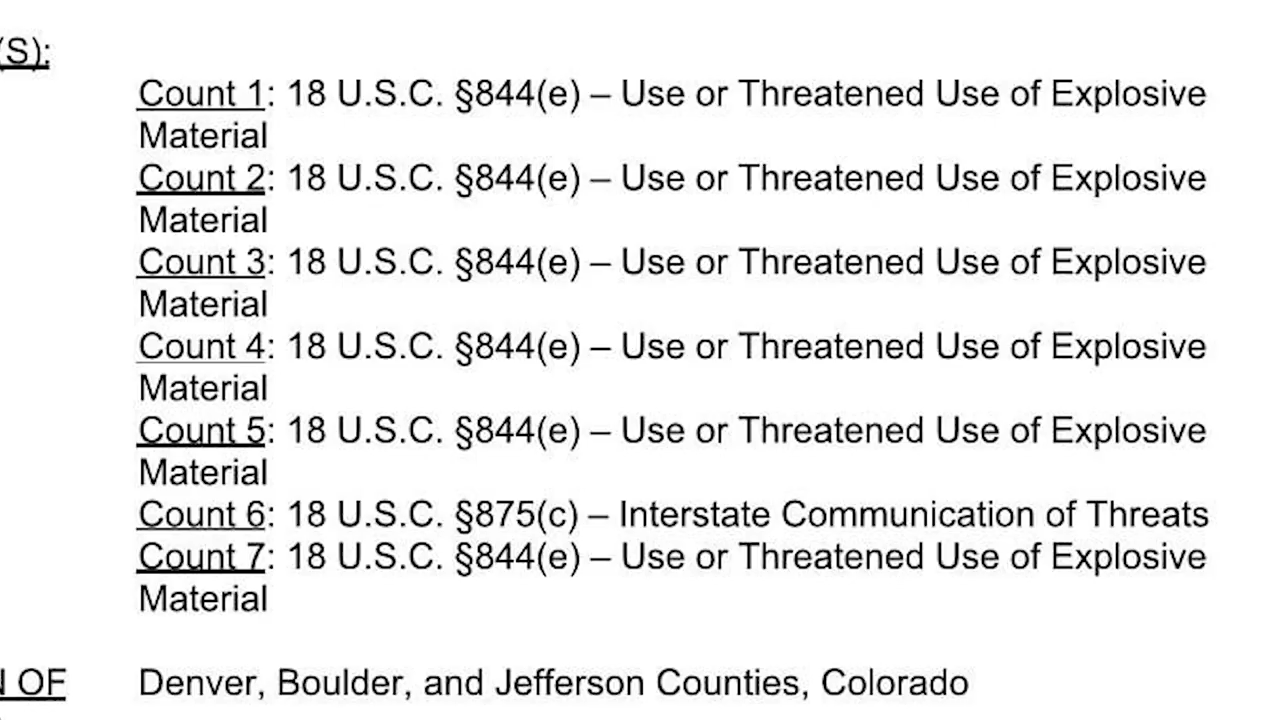 (S):
Count 1: 18 U.S.C. §844(e) – Use or Threatened Use of Explosive
Material
Count 2: 18 U.S.C. §844(e) – Use or Threatened Use of Explosive
Material
Count 3: 18 U.S.C. §844(e) – Use or Threatened Use of Explosive
Material
Count 4: 18 U.S.C. §844(e) – Use or Threatened Use of Explosive
Material
Count 5: 18 U.S.C. §844(e) – Use or Threatened Use of Explosive
Material
Count 6: 18 U.S.C. §875(c) – Interstate Communication of Threats
Count 7: 18 U.S.C. §844(e) – Use or Threatened Use of Explosive
Material
N OF Denver, Boulder, and Jefferson Counties, Colorado